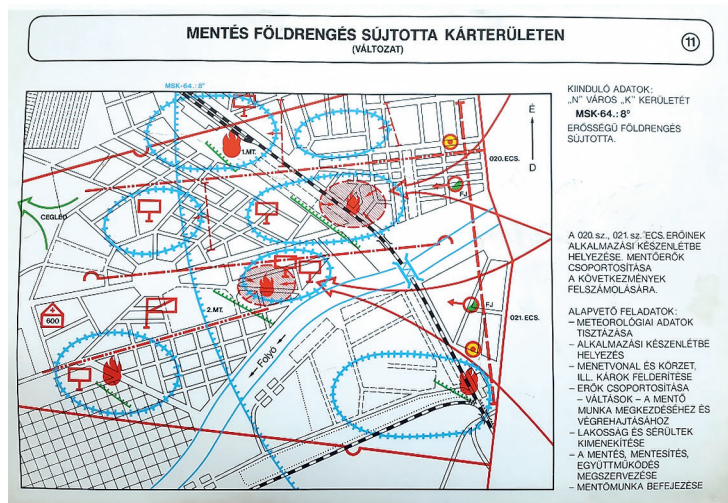 MENTÉS FÖLDRENGÉS SÚJTOTTA KÁRTERÜLETEN
(VÁLTOZAT)
11
MSK-64.: 8°
1.MT.
É
D
020. ECS.
FJ
CEGLÉD
600
2.MT.
Folyó
FJ
021. ECS.
KIINDULÓ ADATOK:
„N” VÁROS „K” KERÜLETÉT
MSK-64.: 8°
ERŐSSÉGŰ FÖLDRENGÉS
SÚJTOTTA.
A 020. sz., 021. sz. ECS. ERŐINEK
ALKALMAZÁSI KÉSZENLÉTBE
HELYEZÉSE. MENTŐERŐK
CSOPORTOSÍTÁSA
A KÖVETKEZMÉNYEK
FELSZÁMOLÁSÁRA.
ALAPVETŐ FELADATOK:
– METEOROLÓGIAI ADATOK
TISZTÁZÁSA
– ALKALMAZÁSI KÉSZENLÉTBE
HELYEZÉS
– MENETVONAL ÉS KÖRZET,
ILL. KÁROK FELDERÍTÉSE
– ERŐK CSOPORTOSÍTÁSA
– VÁLTÁSOK – A MENTŐ
MUNKA MEGKEZDÉSÉHEZ ÉS
VÉGREHAJTÁSÁHOZ
– LAKOSSÁG ÉS SÉRÜLTEK
KIMENEKÍTÉSE
– A MENTÉS, MENTESÍTÉS,
EGYÜTTMŰKÖDÉS
MEGSZERVEZÉSE
– MENTŐMUNKA BEFEJEZÉSE